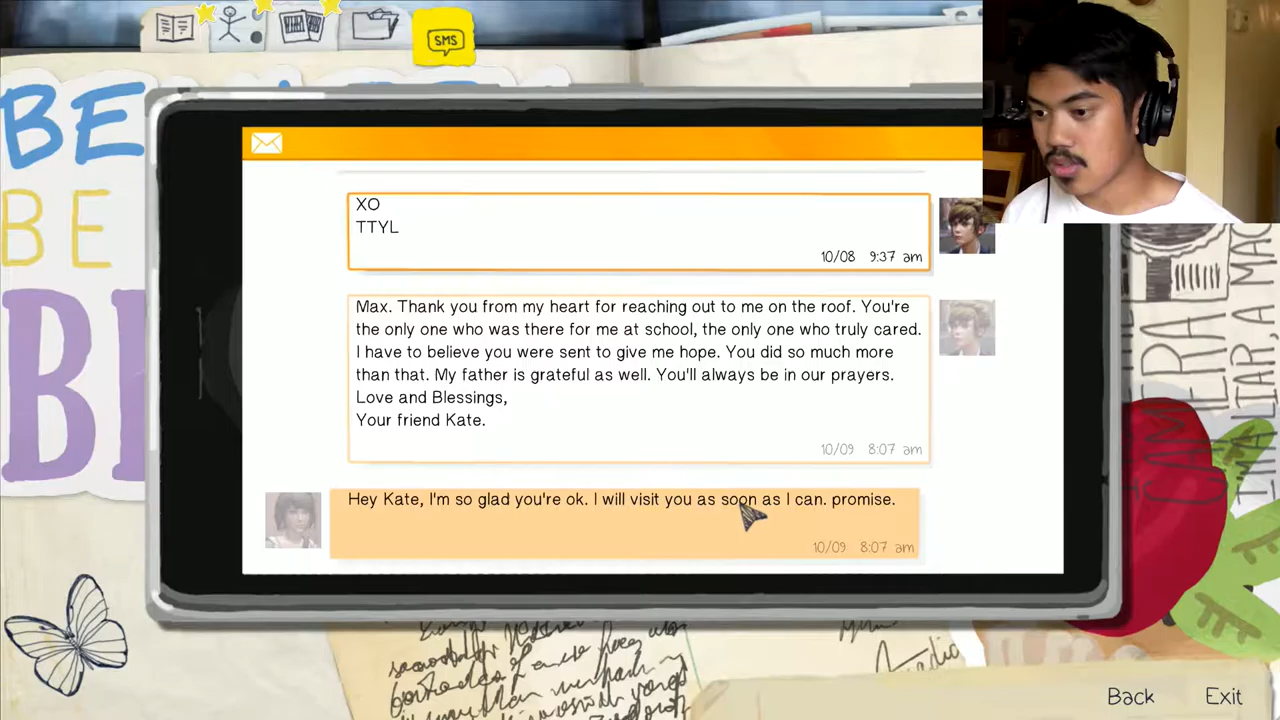 SMS
BE
BE
XO
TTYL
10/08 9:37 am
Max. Thank you from my heart for reaching out to me on the roof. You're
the only one who was there for me at school, the only one who truly cared.
I have to believe you were sent to give me hope. You did so much more
than that. My father is grateful as well. You'll always be in our prayers.
Love and Blessings,
Your friend Kate.
10/09 8:07 am
Hey Kate, I'm so glad you're ok. I will visit you as soon as I can. promise.
10/09 8:07 am
CAMERA
Back
Exit